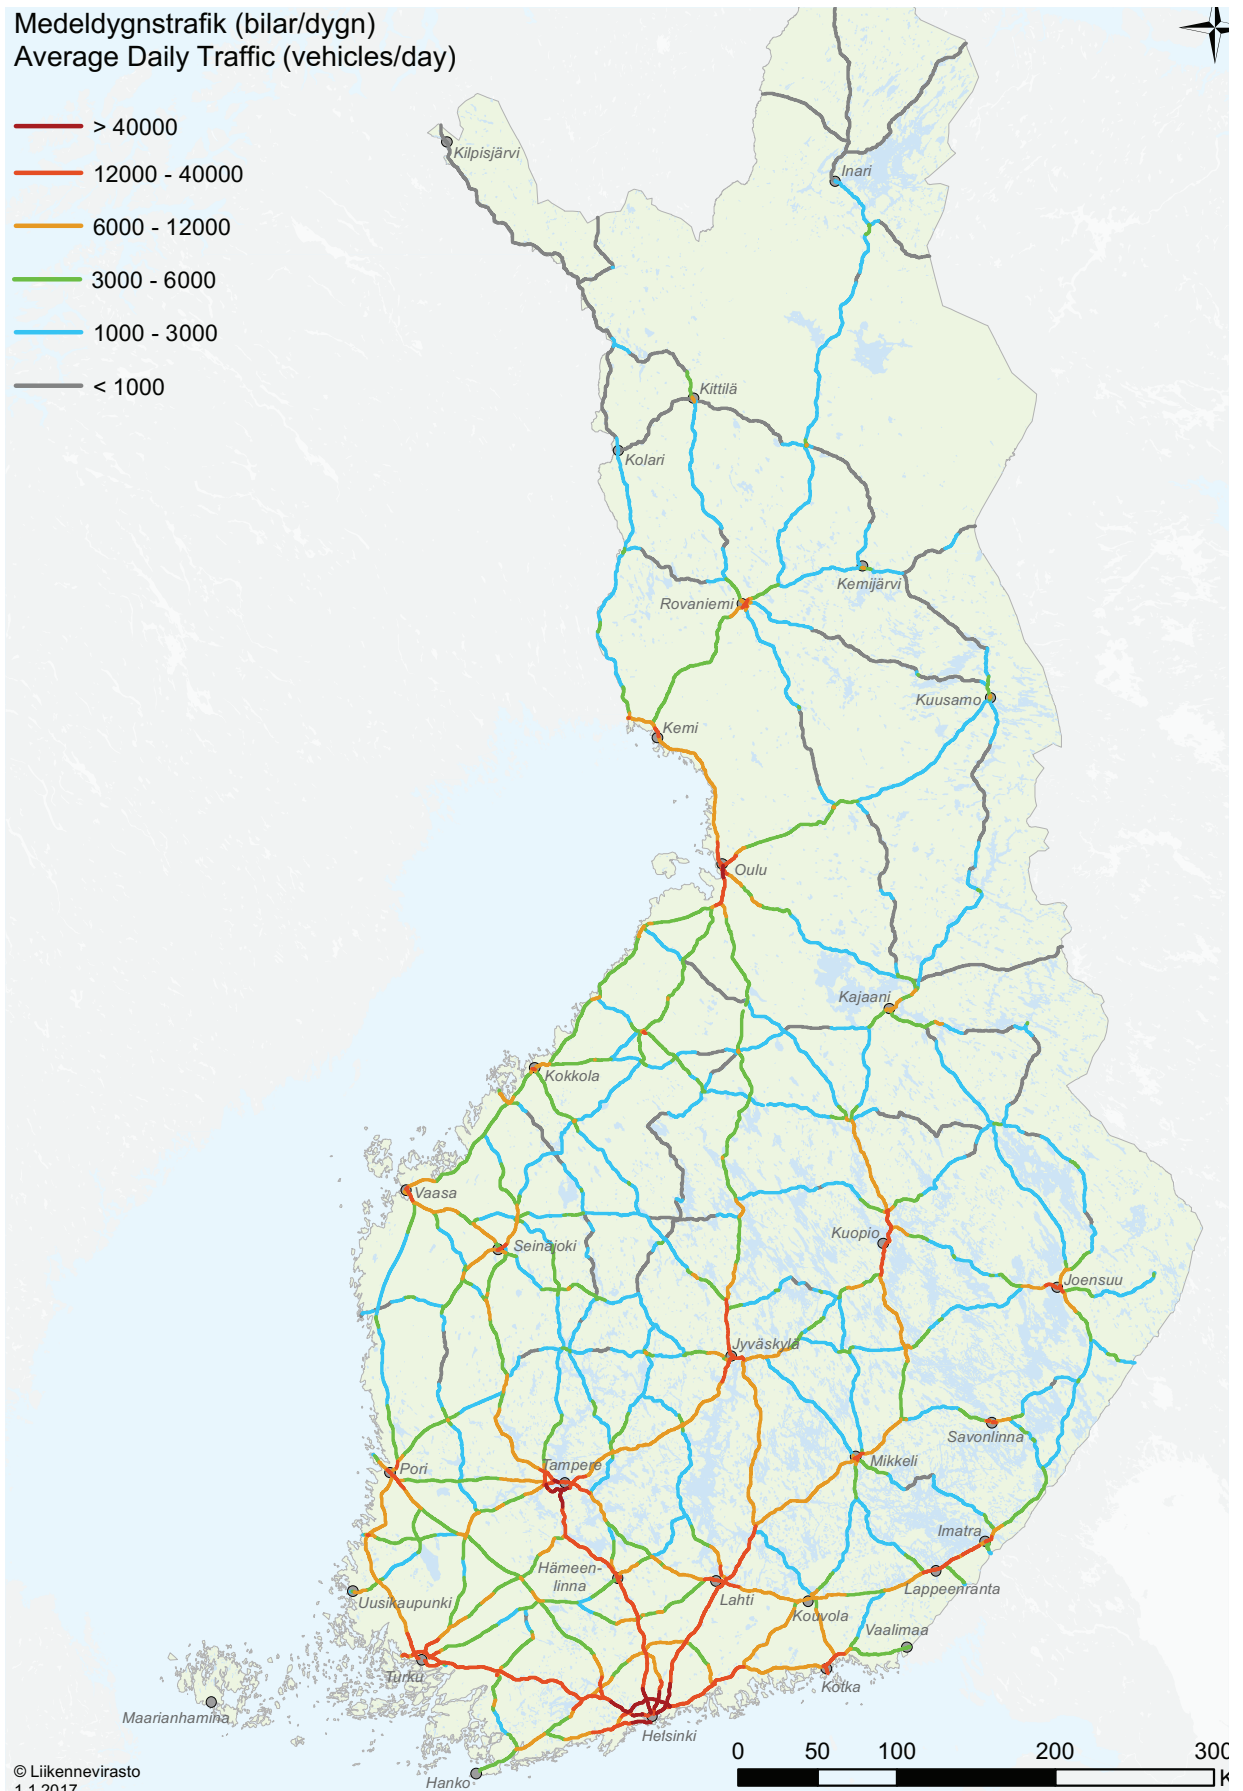 Medeldygnstrafik (bilar/dygn)
Average Daily Traffic (vehicles/day)
> 40000
12000 - 40000
6000 - 12000
3000 - 6000
1000 - 3000
< 1000
Kilpisjärvi
Inari
Kittilä
Kolari
Kemijärvi
Rovaniemi
Kuusamo
Kemi
Oulu
Kajaani
Kokkola
Vaasa
Kuopio
Seinäjoki
Joensuu
Jyväskylä
Savonlinna
Mikkeli
Pori
Tampere
Imatra
Hämeen-
linna
Lappeenranta
Lahti
Uusikaupunki
Kouvola
Vaalimaa
Turku
Kotka
Maarianhamina
Helsinki
Hanko
0 50 100 200 300
K
© Liikennevirasto
1.1.2017